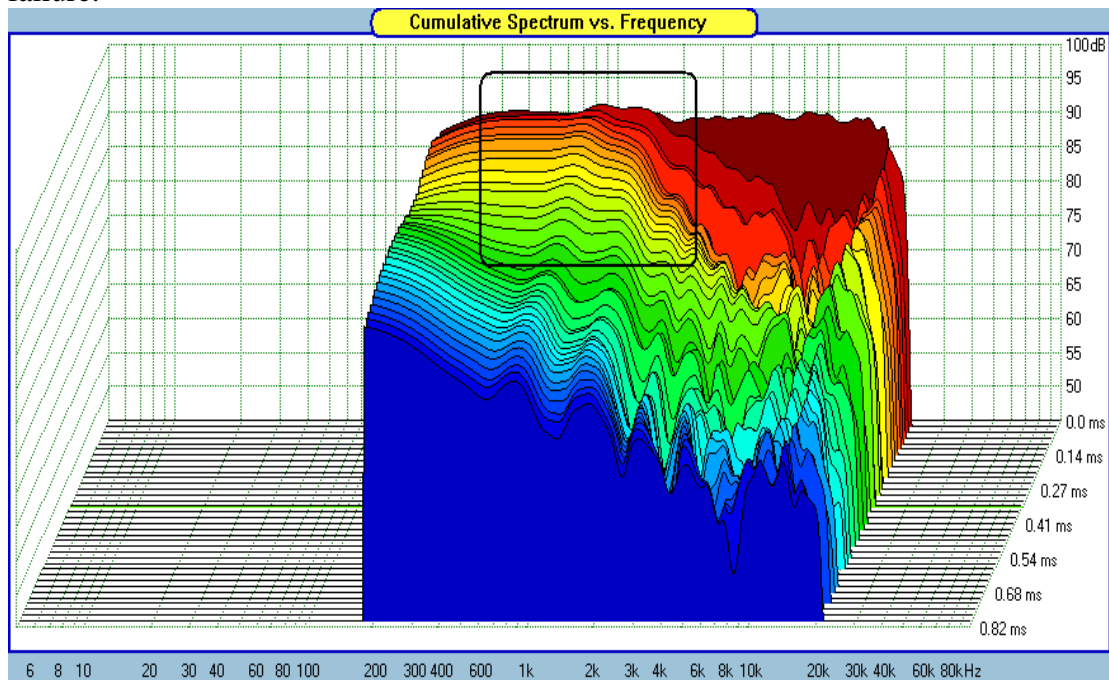 Cumulative Spectrum vs. Frequency
100dB
95
90
85
80
75
70
65
60
55
50
0.0 ms
0.14 ms
0.27 ms
0.41 ms
0.54 ms
0.68 ms
0.82 ms
6 8 10 20 30 40 60 80 100 200 300 400 600 1k 2k 3k 4k 6k 8k 10k 20k 30k 40k 60k 80kHz